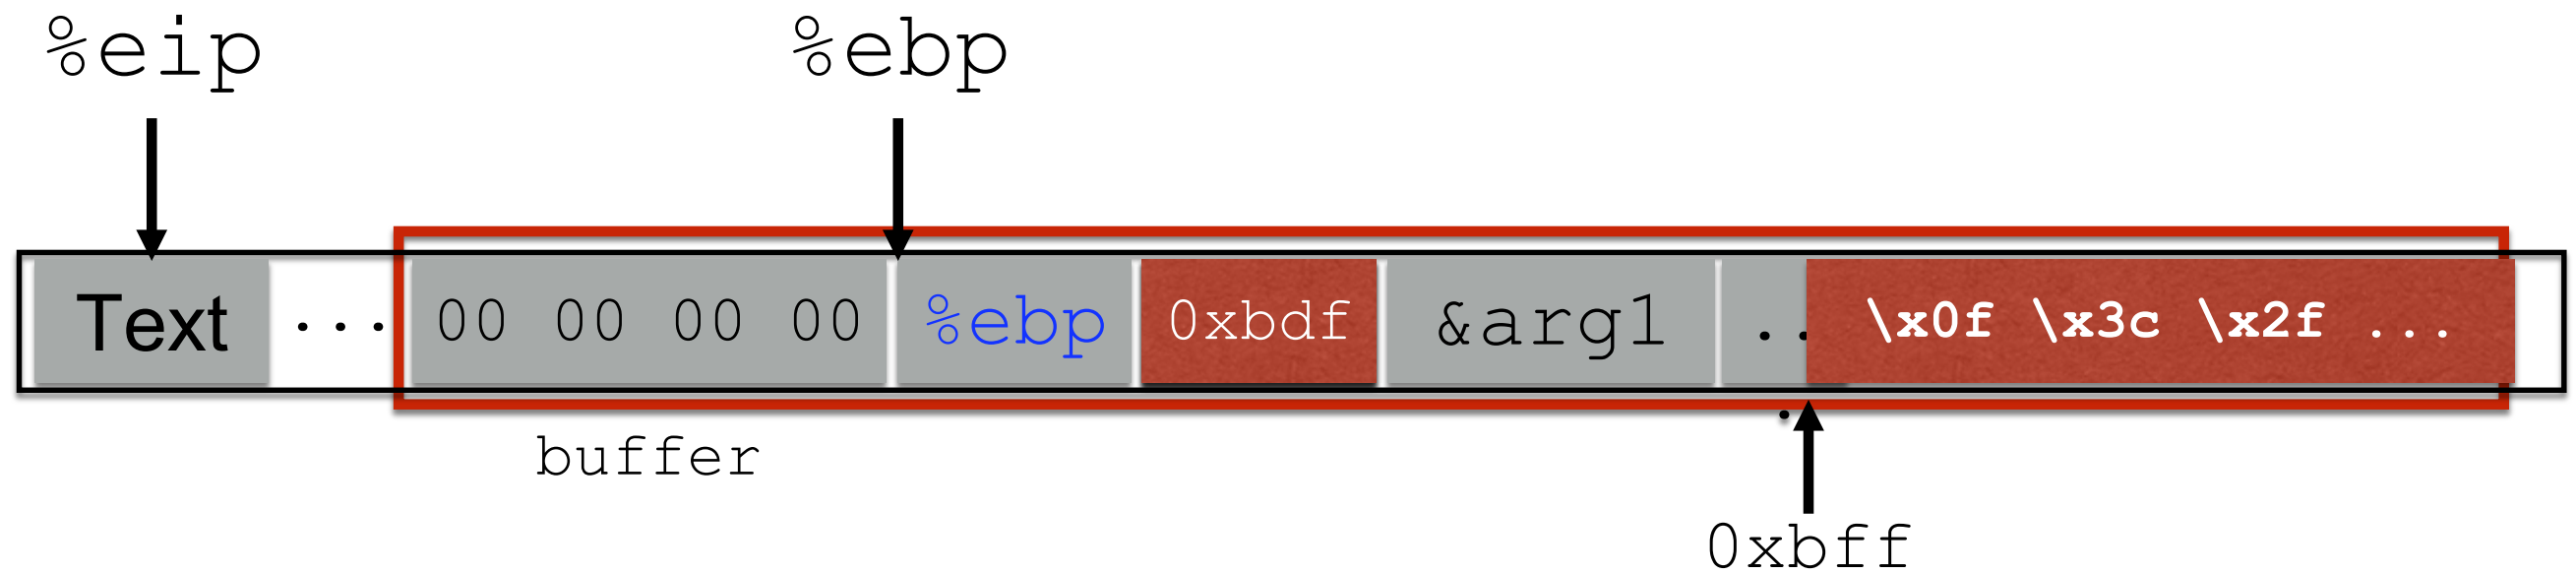 %eip %ebp
Text ... 00 00 00 00 %ebp 0xbdf &arg1 ... \x0f \x3c \x2f ...
buffer
0xbff